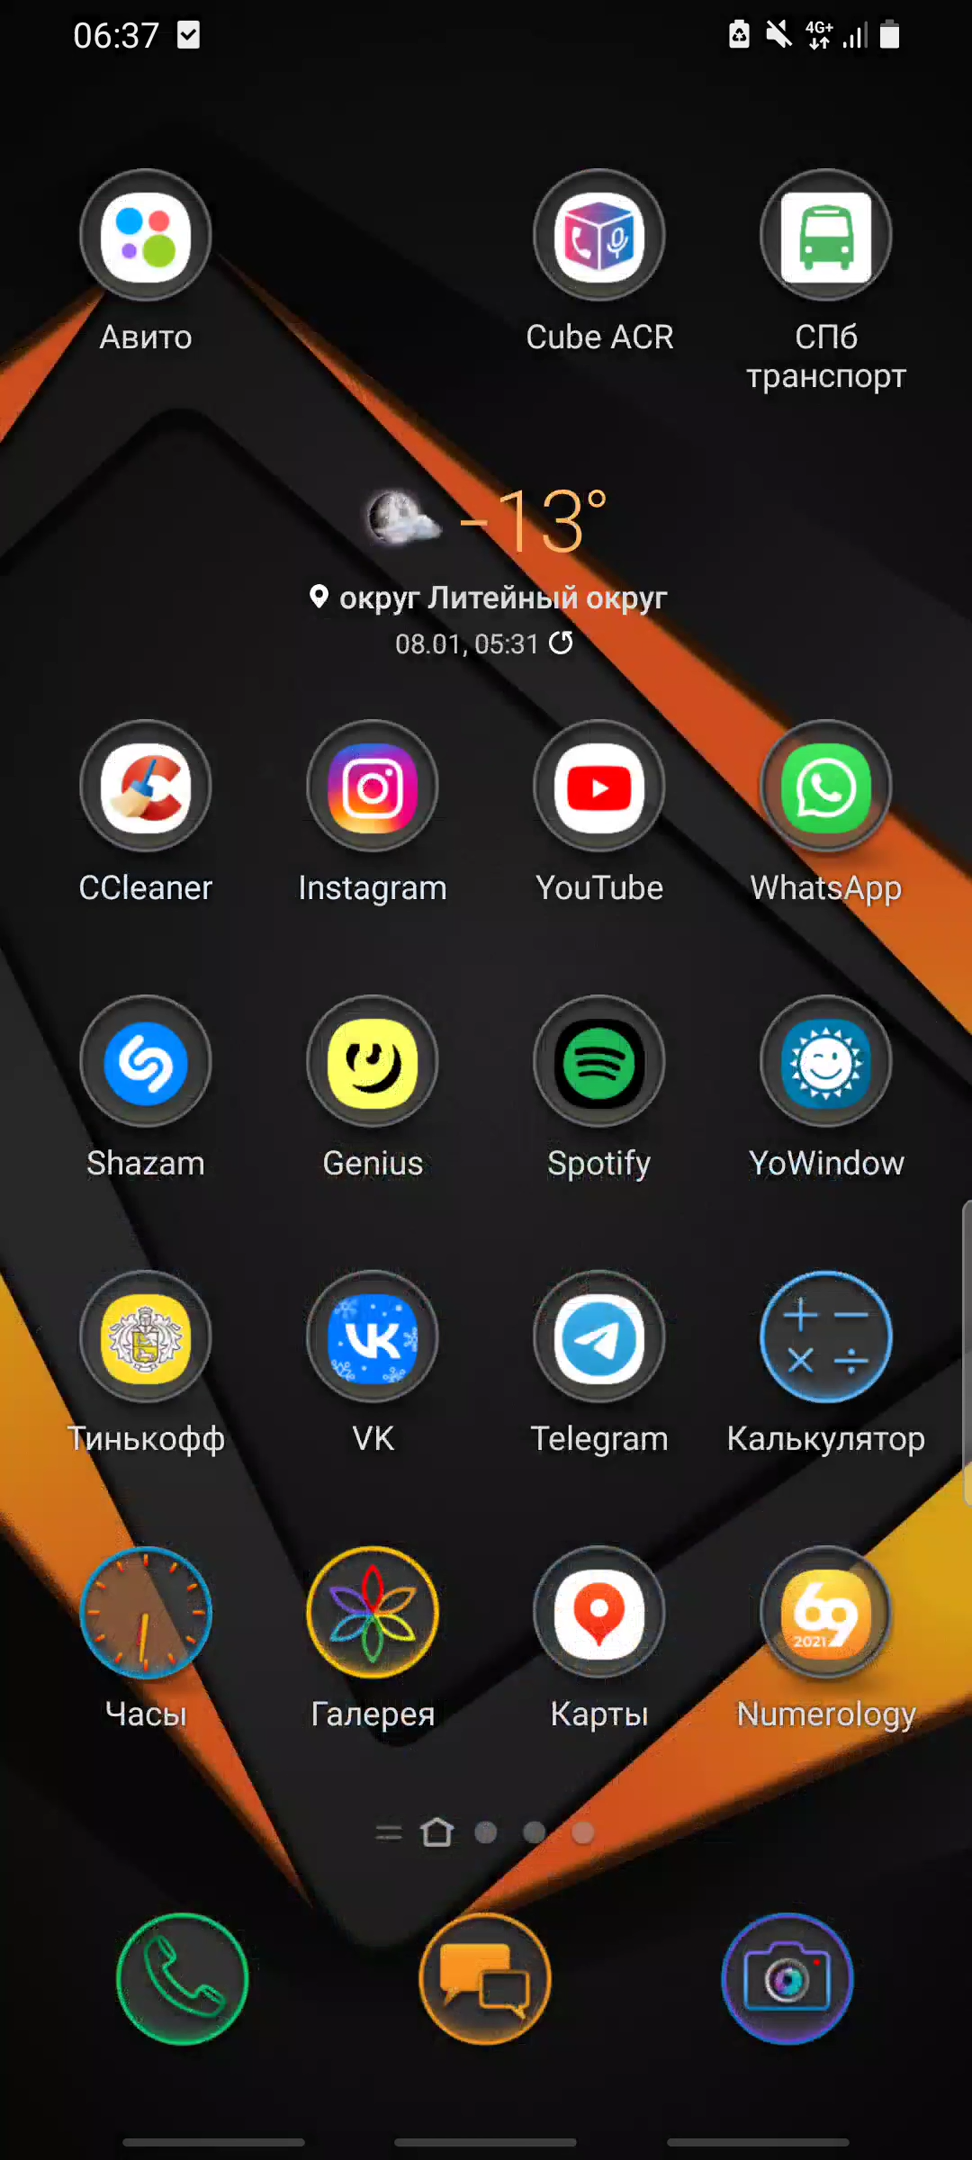 06:37
4G+
Авито
Cube ACR
СПб
транспорт
-13°
округ Литейный округ
08.01, 05:31
CCleaner
Instagram
YouTube
WhatsApp
Shazam
Genius
Spotify
YoWindow
Тинькофф
VK
Telegram
Калькулятор
69
2021
Часы
Галерея
Карты
Numerology